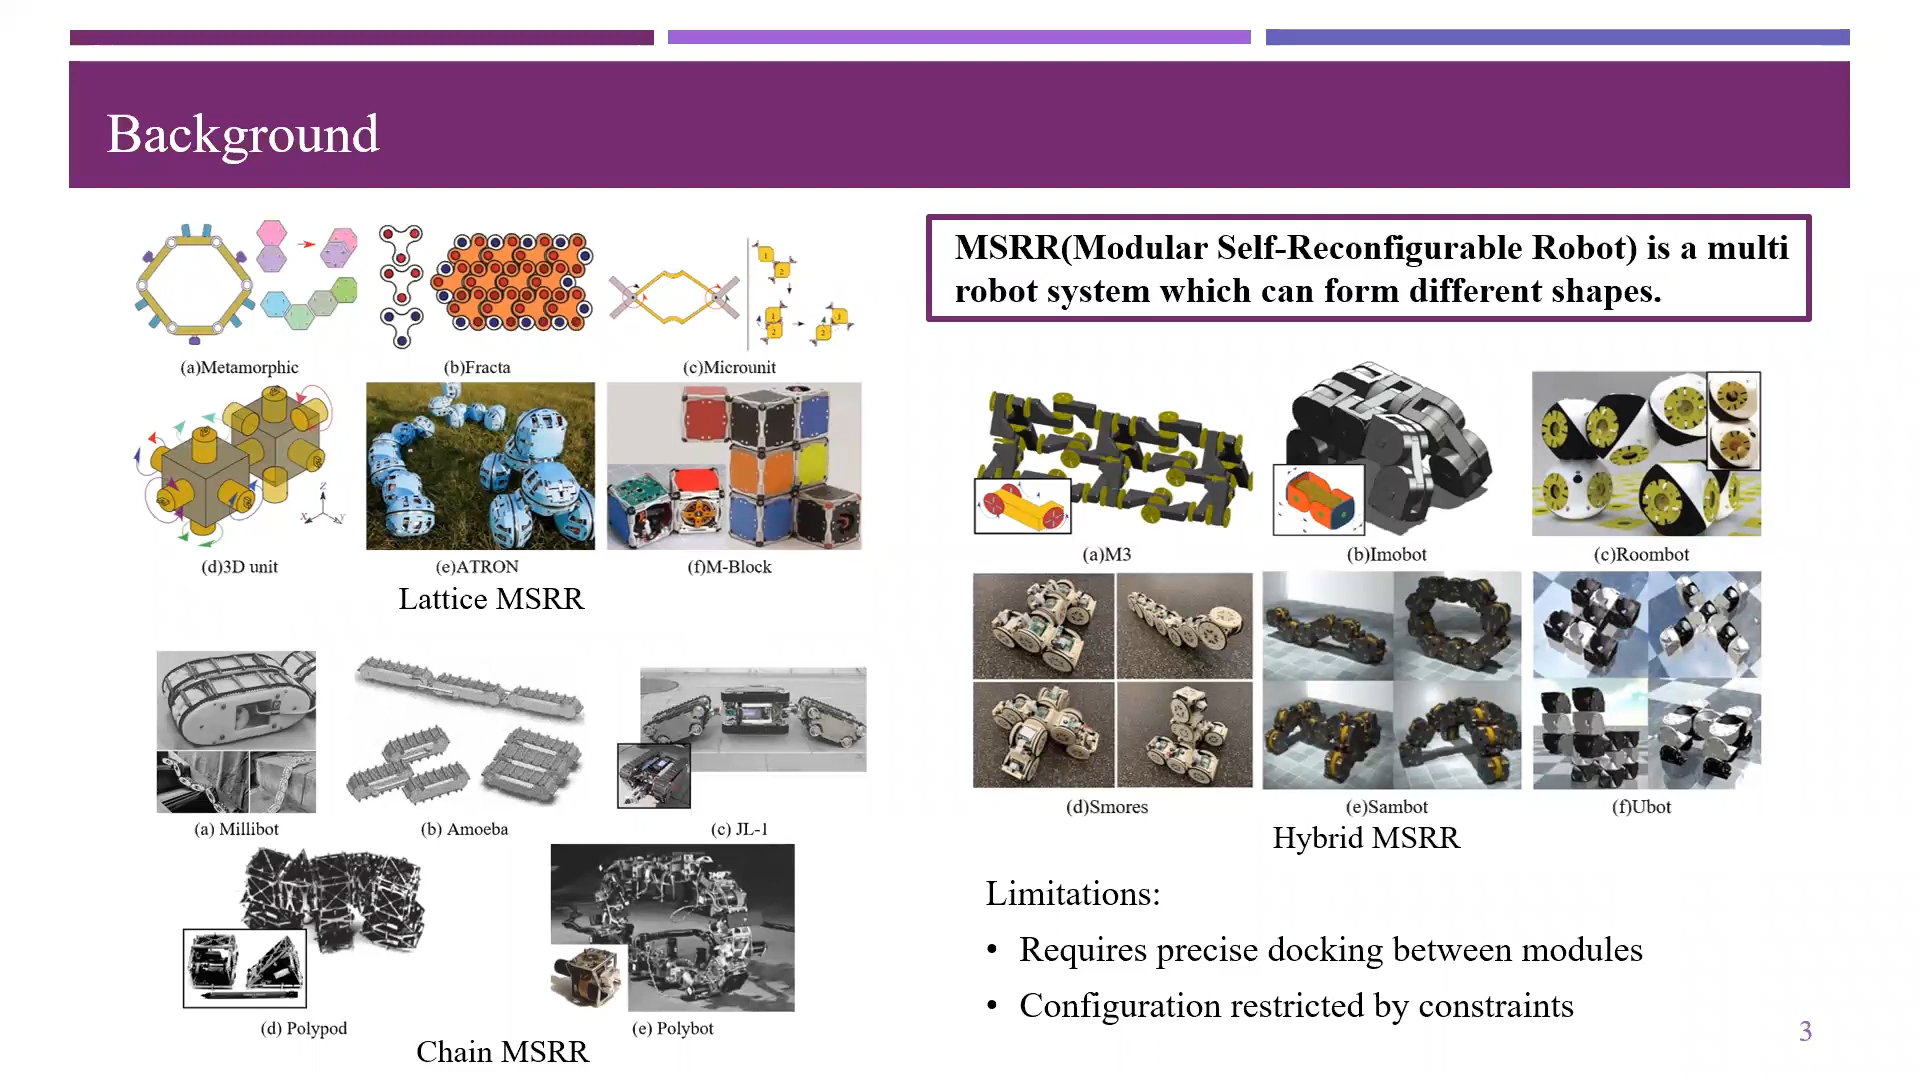 Background
(a)Metamorphic
(b)Fracta
(c)Microunit
(d)3D unit
(e)ATRON
(f)M-Block
Lattice MSRR
(a) Millibot
(b) Amoeba
(c) JL-1
(d) Polypod
(e) Polybot
Chain MSRR
MSRR(Modular Self-Reconfigurable Robot) is a multi
robot system which can form different shapes.
(a)M3
(b)Imobot
(c)Roombot
(d)Smores
(e)Sambot
(f)Ubot
Hybrid MSRR
Limitations:
• Requires precise docking between modules
• Configuration restricted by constraints
3